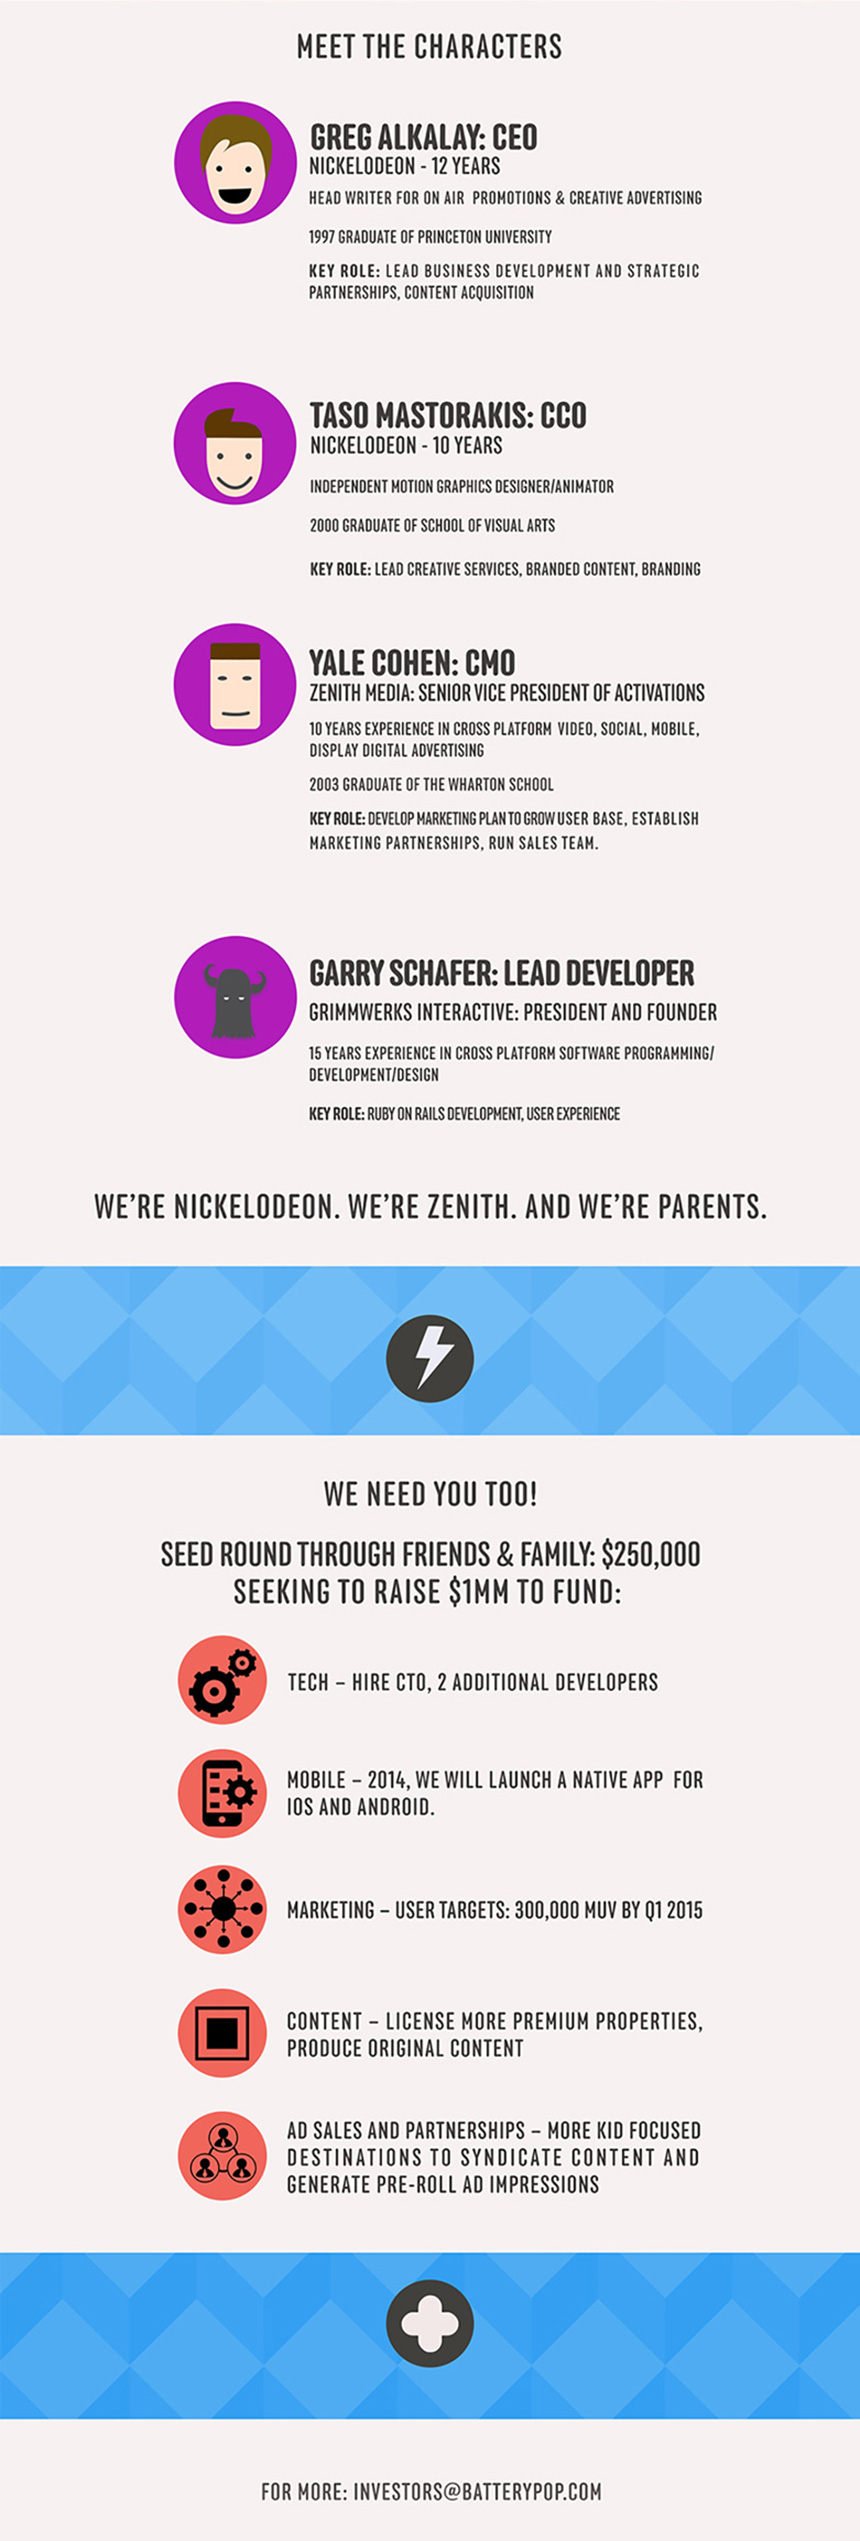 MEET THE CHARACTERS
GREG ALKALAY: CEO
NICKELODEON - 12 YEARS
HEAD WRITER FOR ON AIR PROMOTIONS & CREATIVE ADVERTISING
1997 GRADUATE OF PRINCETON UNIVERSITY
KEY ROLE: LEAD BUSINESS DEVELOPMENT AND STRATEGIC
PARTNERSHIPS, CONTENT ACQUISITION
TASO MASTORAKIS: CCO
NICKELODEON - 10 YEARS
INDEPENDENT MOTION GRAPHICS DESIGNER/ANIMATOR
2000 GRADUATE OF SCHOOL OF VISUAL ARTS
KEY ROLE: LEAD CREATIVE SERVICES, BRANDED CONTENT, BRANDING
YALE COHEN: CMO
ZENITH MEDIA: SENIOR VICE PRESIDENT OF ACTIVATIONS
10 YEARS EXPERIENCE IN CROSS PLATFORM VIDEO, SOCIAL, MOBILE,
DISPLAY DIGITAL ADVERTISING
2003 GRADUATE OF THE WHARTON SCHOOL
KEY ROLE: DEVELOP MARKETING PLAN TO GROW USER BASE, ESTABLISH
MARKETING PARTNERSHIPS, RUN SALES TEAM.
GARRY SCHAFER: LEAD DEVELOPER
GRIMMWERKS INTERACTIVE: PRESIDENT AND FOUNDER
15 YEARS EXPERIENCE IN CROSS PLATFORM SOFTWARE PROGRAMMING/
DEVELOPMENT/DESIGN
KEY ROLE: RUBY ON RAILS DEVELOPMENT, USER EXPERIENCE
WE'RE NICKELODEON. WE'RE ZENITH. AND WE'RE PARENTS.
WE NEED YOU TOO!
SEED ROUND THROUGH FRIENDS & FAMILY: $250,000
SEEKING TO RAISE $1MM TO FUND:
TECH – HIRE CTO, 2 ADDITIONAL DEVELOPERS
MOBILE – 2014, WE WILL LAUNCH A NATIVE APP FOR
IOS AND ANDROID.
MARKETING – USER TARGETS: 300,000 MUV BY Q1 2015
CONTENT – LICENSE MORE PREMIUM PROPERTIES,
PRODUCE ORIGINAL CONTENT
AD SALES AND PARTNERSHIPS – MORE KID FOCUSED
DESTINATIONS TO SYNDICATE CONTENT AND
GENERATE PRE-ROLL AD IMPRESSIONS
FOR MORE: INVESTORS@BATTERYPOP.COM